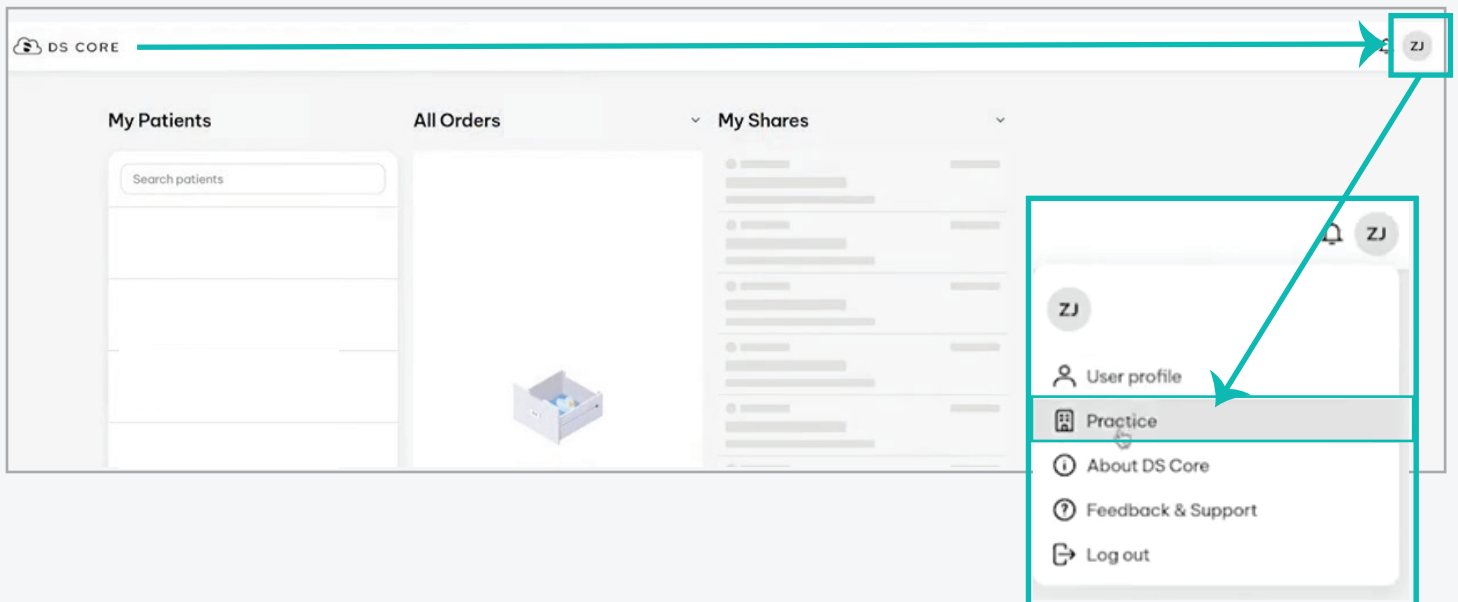 DS CORE
ZJ
My Patients
All Orders
My Shares
Search patients
ZJ
ZJ
User profile
Practice
About DS Core
Feedback & Support
Log out